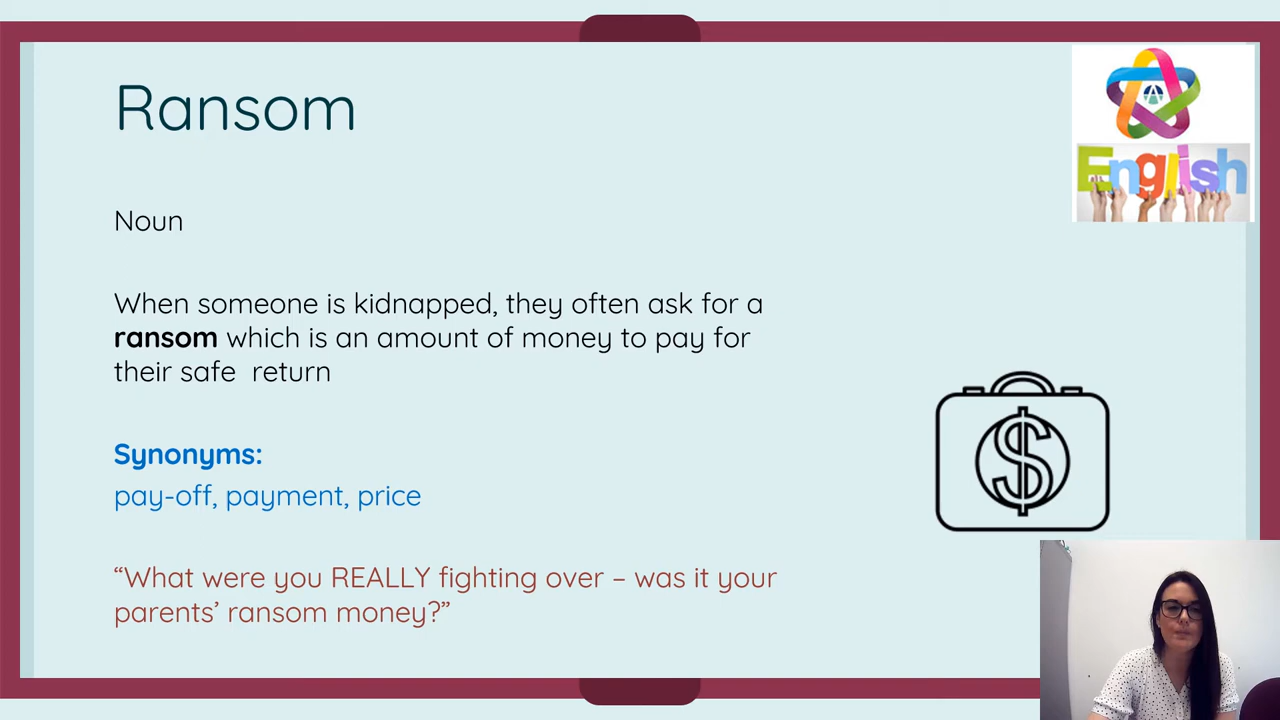 Ransom
English
Noun
When someone is kidnapped, they often ask for a
ransom which is an amount of money to pay for
their safe  return
Synonyms:
pay-off, payment, price
$
“What were you REALLY fighting over – was it your
parents’ ransom money?”